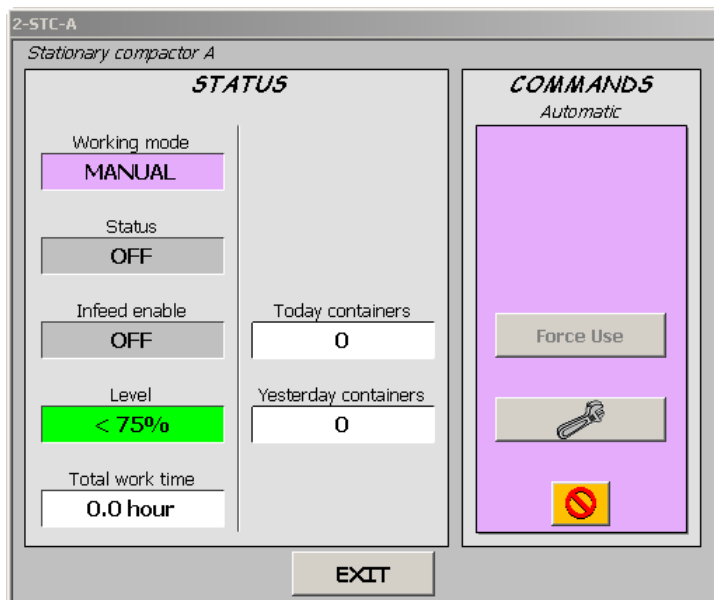 2-STC-A
Stationary compactor A
STATUS
Working mode
MANUAL
Status
OFF
Infeed enable
OFF
Level
< 75%
Total work time
0.0 hour
Today containers
0
Yesterday containers
0
COMMANDS
Automatic
Force Use
EXIT